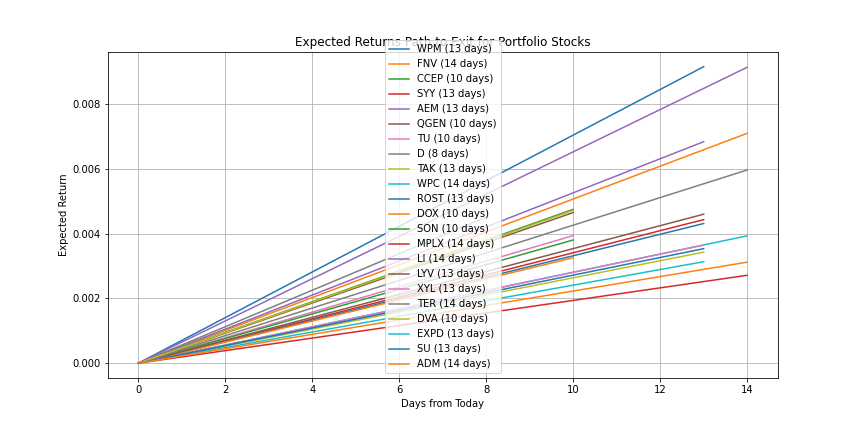 Expected Returns Path to Exit for Portfolio Stocks
WPM (13 days)
FNV (14 days)
CCEP (10 days)
SYY (13 days)
AEM (13 days)
QGEN (10 days)
TU (10 days)
D (8 days)
TAK (13 days)
WPC (14 days)
ROST (13 days)
DOX (10 days)
SON (10 days)
MPLX (14 days)
LI (14 days)
LYV (13 days)
XYL (13 days)
TER (14 days)
DVA (10 days)
EXPD (13 days)
SU (13 days)
ADM (14 days)
Expected Return
0.008
0.006
0.004
0.002
0.000
0 2 4 6 8 10 12 14
Days from Today